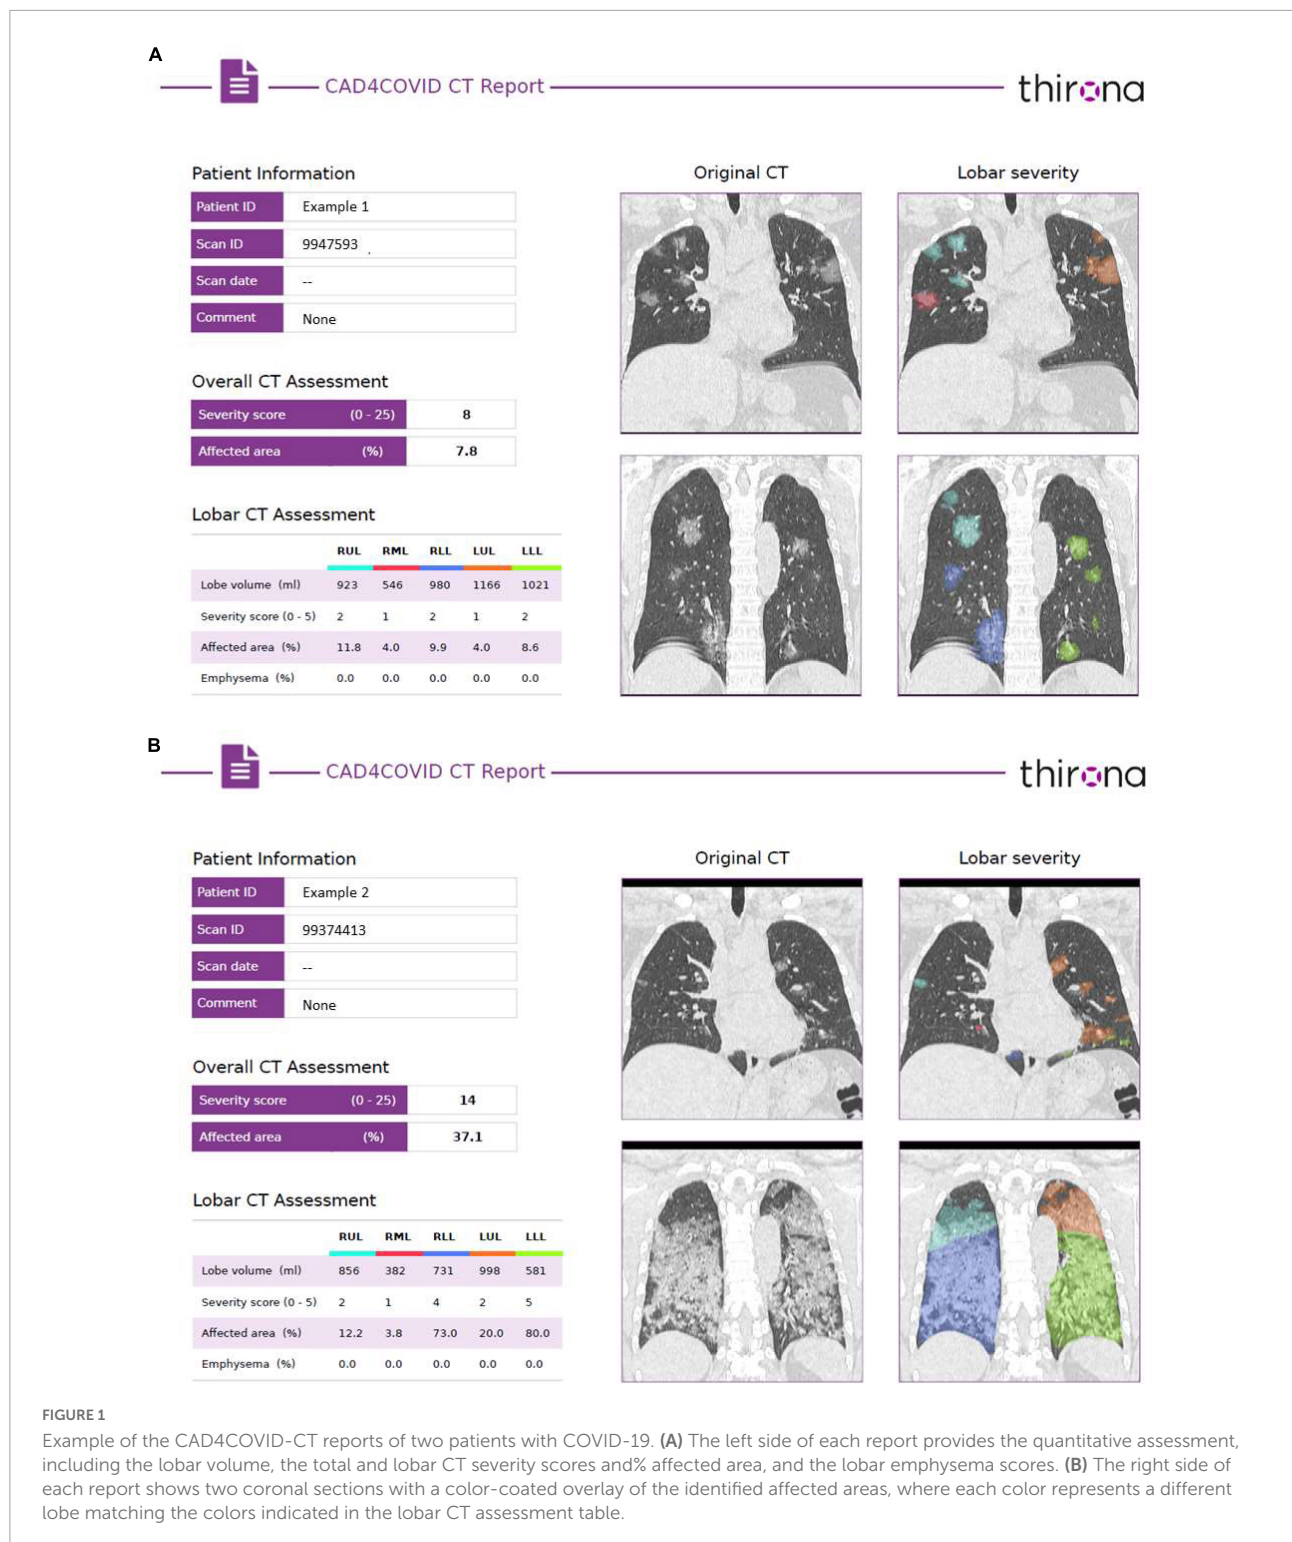 A
CAD4COVID CT Report
thirona
Patient Information
Patient ID Example 1
Scan ID 9947593 .
Scan date --
Comment None
Overall CT Assessment
Severity score (0 - 25) 8
Affected area (%) 7.8
Lobar CT Assessment
RUL RML RLL LUL LLL
Lobe volume (ml) 923 546 980 1166 1021
Severity score (0 - 5) 2 1 2 1 2
Affected area (%) 11.8 4.0 9.9 4.0 8.6
Emphysema (%) 0.0 0.0 0.0 0.0 0.0
Original CT
Lobar severity
B
CAD4COVID CT Report
thirona
Patient Information
Patient ID Example 2
Scan ID 99374413
Scan date --
Comment None
Overall CT Assessment
Severity score (0 - 25) 14
Affected area (%) 37.1
Lobar CT Assessment
RUL RML RLL LUL LLL
Lobe volume (ml) 856 382 731 998 581
Severity score (0 - 5) 2 1 4 2 5
Affected area (%) 12.2 3.8 73.0 20.0 80.0
Emphysema (%) 0.0 0.0 0.0 0.0 0.0
Original CT
Lobar severity
FIGURE 1
Example of the CAD4COVID-CT reports of two patients with COVID-19. (A) The left side of each report provides the quantitative assessment,
including the lobar volume, the total and lobar CT severity scores and% affected area, and the lobar emphysema scores. (B) The right side of
each report shows two coronal sections with a color-coated overlay of the identified affected areas, where each color represents a different
lobe matching the colors indicated in the lobar CT assessment table.